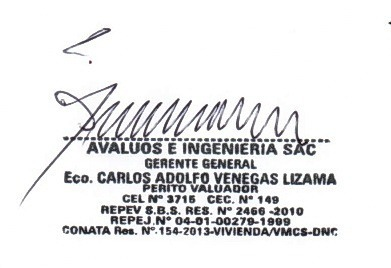 AVALUOS E INGENIERIA SAC
GERENTE GENERAL
Eco. CARLOS ADOLFO VENEGAS LIZAMA
PERITO VALUADOR
CEL Nº 3715 CEC. Nº 149
REPEV S.B.S. RES. Nº 2466 -2010
REPEJ.Nº 04-01-00279-1999
CONATA Res. Nº.154-2013-VIVIENDA/VMCS-DNC